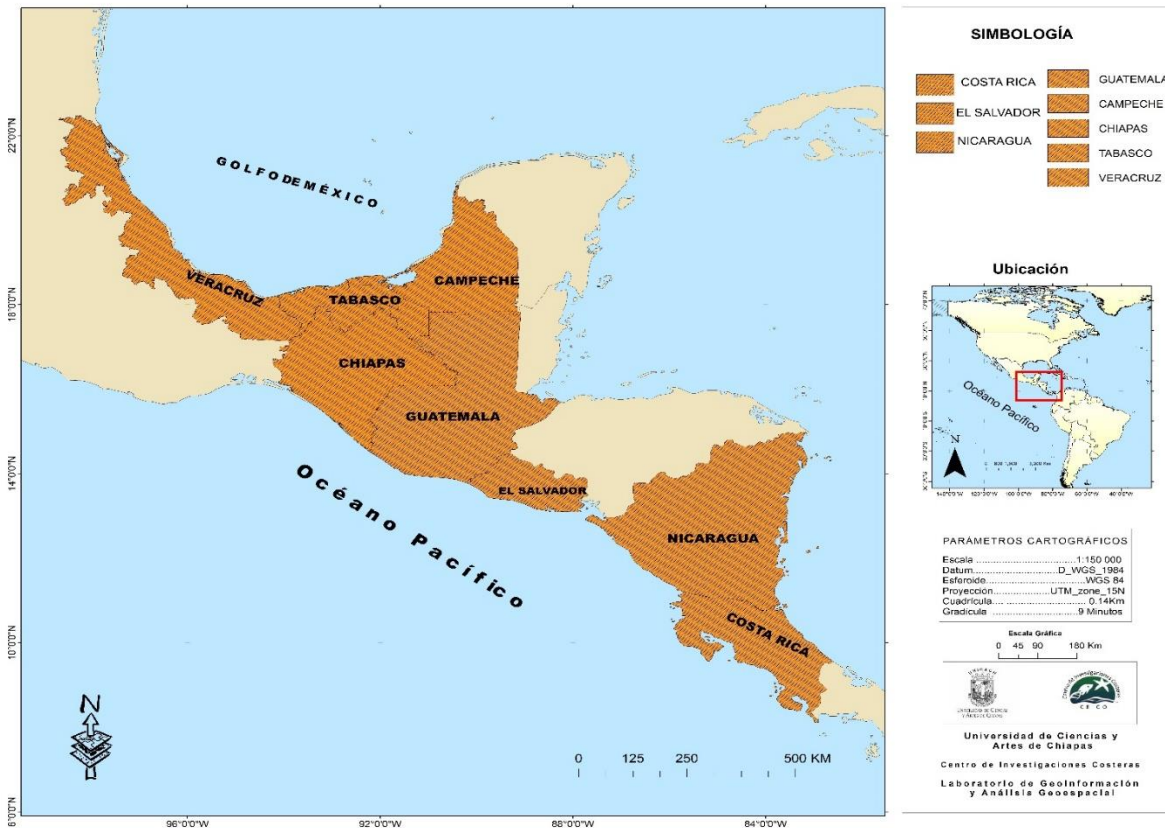 GOLFO DE MÉXICO
VERACRUZ
TABASCO
CAMPECHE
CHIAPAS
GUATEMALA
EL SALVADOR
NICARAGUA
COSTA RICA
Océano Pacífico
N
0 125 250 500 KM
22°0'0"N
18°0'0"N
14°0'0"N
10°0'0"N
6°0'0"N
96°0'0"W
92°0'0"W
88°0'0"W
84°0'0"W
SIMBOLOGÍA
COSTA RICA
EL SALVADOR
NICARAGUA
GUATEMALA
CAMPECHE
CHIAPAS
TABASCO
VERACRUZ
Ubicación
Océano Pacífico
N
PARÁMETROS CARTOGRÁFICOS
Escala ....................1:150 000
Datum....................D_WGS_1984
Esferoide....................WGS 84
Proyección.............UTM_zone_15N
Cuadrícula....................0.14Km
Gradícula ....................9 Minutos
Escala Gráfica
0 45 90 180 Km
UNICACH
Universidad de Ciencias y
Artes de Chiapas
Centro de Investigaciones Costeras
Laboratorio de GeoInformación
y Análisis Geoespacial